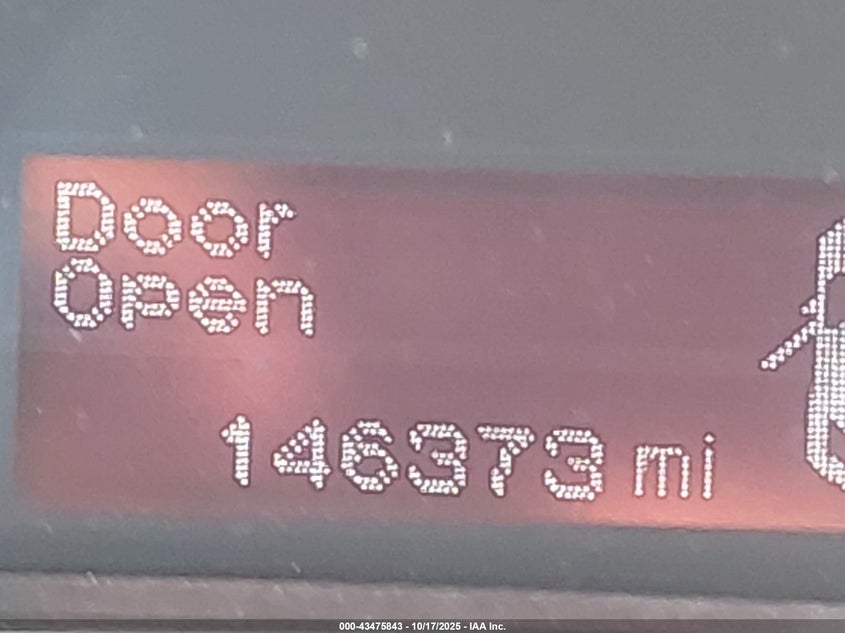 Door
Open
146373 mi
000-43475843 - 10/17/2025 - IAA Inc.